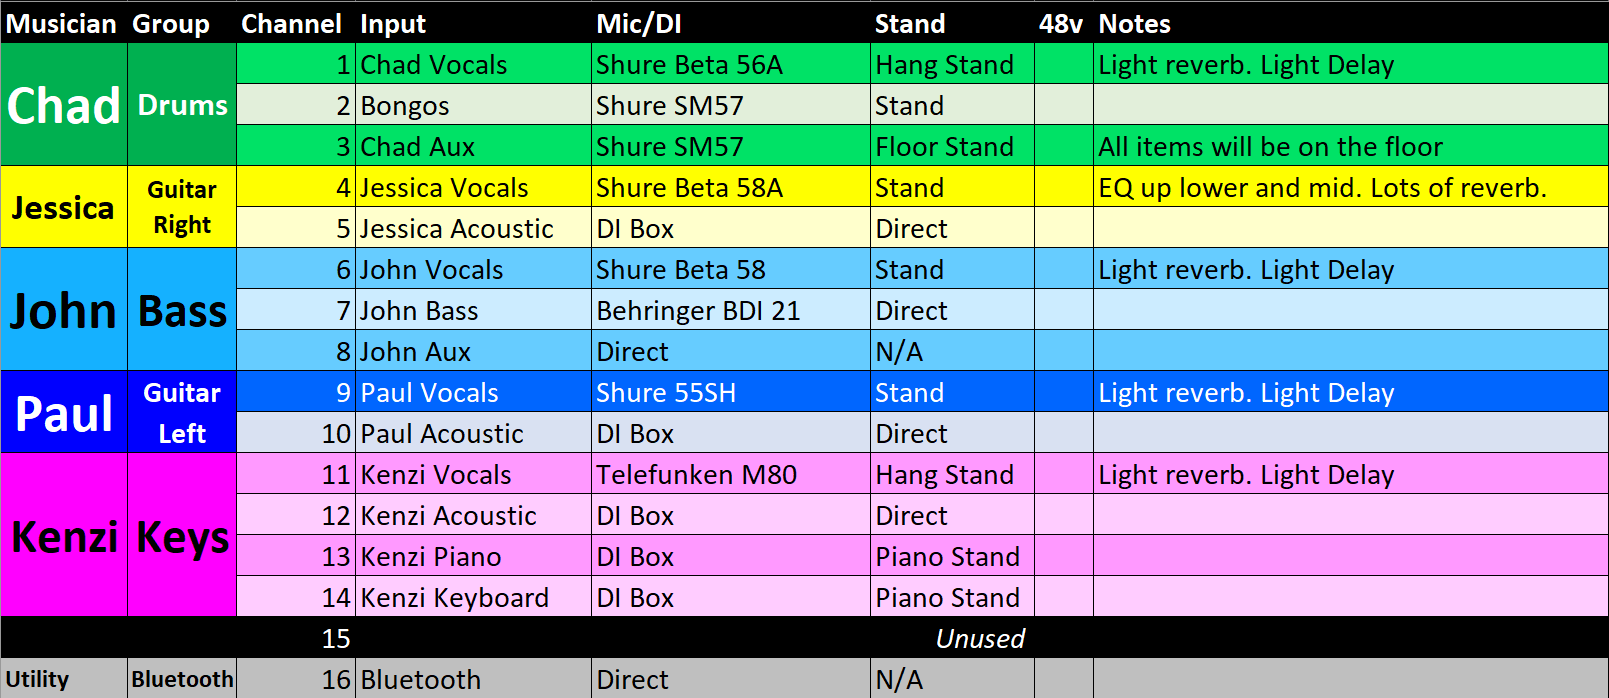 Musician Group Channel Input Mic/DI Stand 48v Notes
Chad Drums 1 Chad Vocals Shure Beta 56A Hang Stand Light reverb. Light Delay
2 Bongos Shure SM57 Stand
3 Chad Aux Shure SM57 Floor Stand All items will be on the floor
Jessica Guitar Right 4 Jessica Vocals Shure Beta 58A Stand EQ up lower and mid. Lots of reverb.
5 Jessica Acoustic DI Box Direct
John Bass 6 John Vocals Shure Beta 58 Stand Light reverb. Light Delay
7 John Bass Behringer BDI 21 Direct
8 John Aux Direct N/A
Paul Guitar Left 9 Paul Vocals Shure 55SH Stand Light reverb. Light Delay
10 Paul Acoustic DI Box Direct
Kenzi Keys 11 Kenzi Vocals Telefunken M80 Hang Stand Light reverb. Light Delay
12 Kenzi Acoustic DI Box Direct
13 Kenzi Piano DI Box Piano Stand
14 Kenzi Keyboard DI Box Piano Stand
15 Unused
Utility Bluetooth 16 Bluetooth Direct N/A